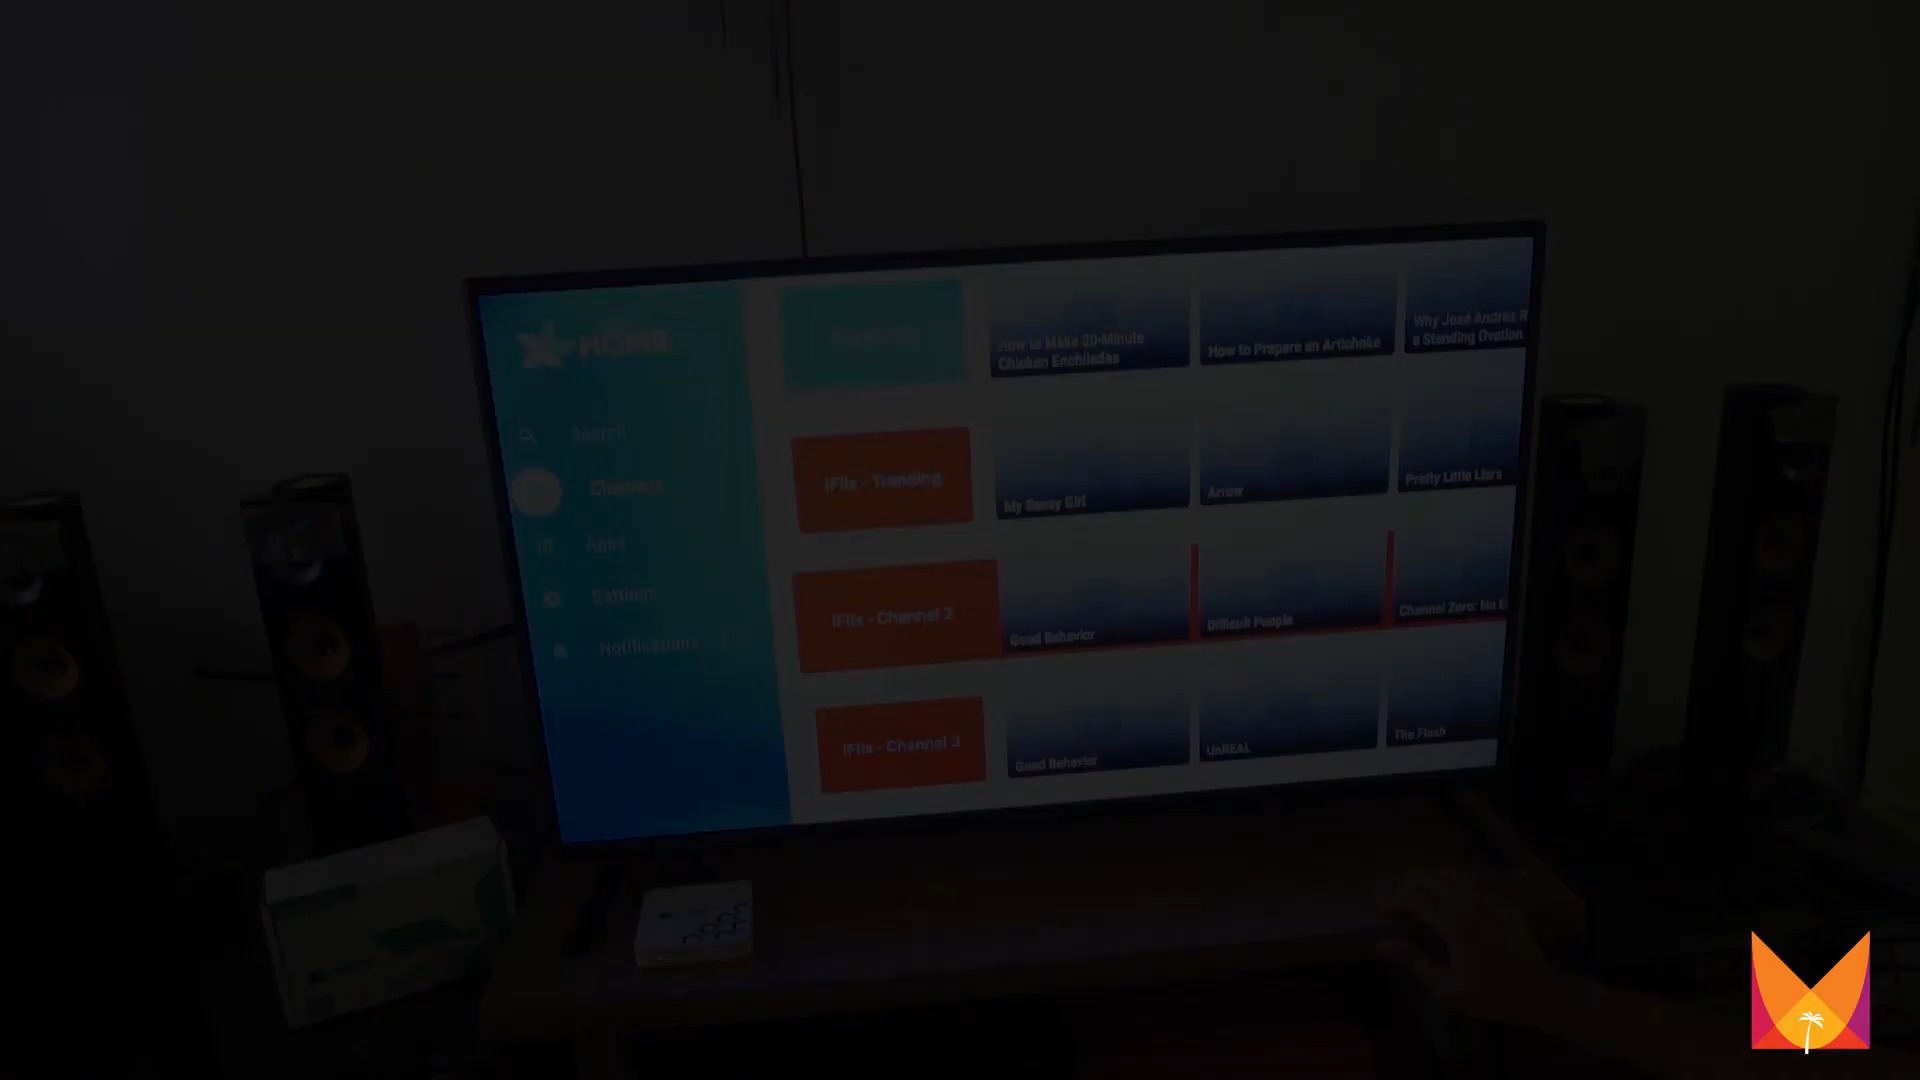 XL HOME
Search
Channels
Apps
Settings
Notifications
How to Make 20-Minute
Chicken Enchiladas
How to Prepare an Artichoke
Why José Andrés R
a Standing Ovation
iFlix - Trending
My Sassy Girl
Arrow
Pretty Little Liars
iFlix - Channel 2
Good Behavior
Difficult People
Channel Zero: No E
iFlix - Channel 3
Good Behavior
UnREAL
The Flash